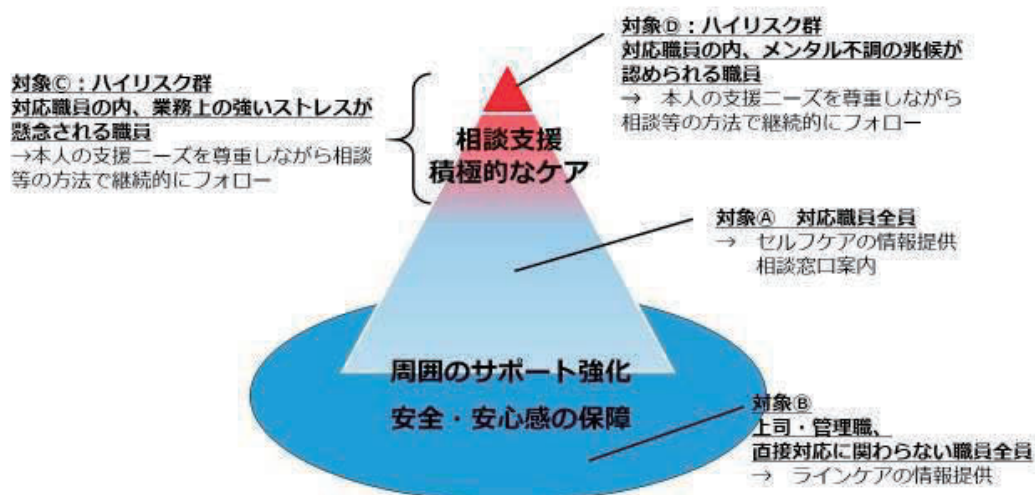 対象Ⓓ：ハイリスク群
対応職員の内、メンタル不調の兆候が
認められる職員
→　本人の支援ニーズを尊重しながら
相談等の方法で継続的にフォロー
対象Ⓒ：ハイリスク群
対応職員の内、業務上の強いストレスが
懸念される職員
→本人の支援ニーズを尊重しながら相談
等の方法で継続的にフォロー
相談支援
積極的なケア
対象Ⓐ　対応職員全員
→　セルフケアの情報提供
相談窓口案内
周囲のサポート強化
安全・安心感の保障
対象Ⓑ
上司・管理職、
直接対応に関わらない職員全員
→　ラインケアの情報提供